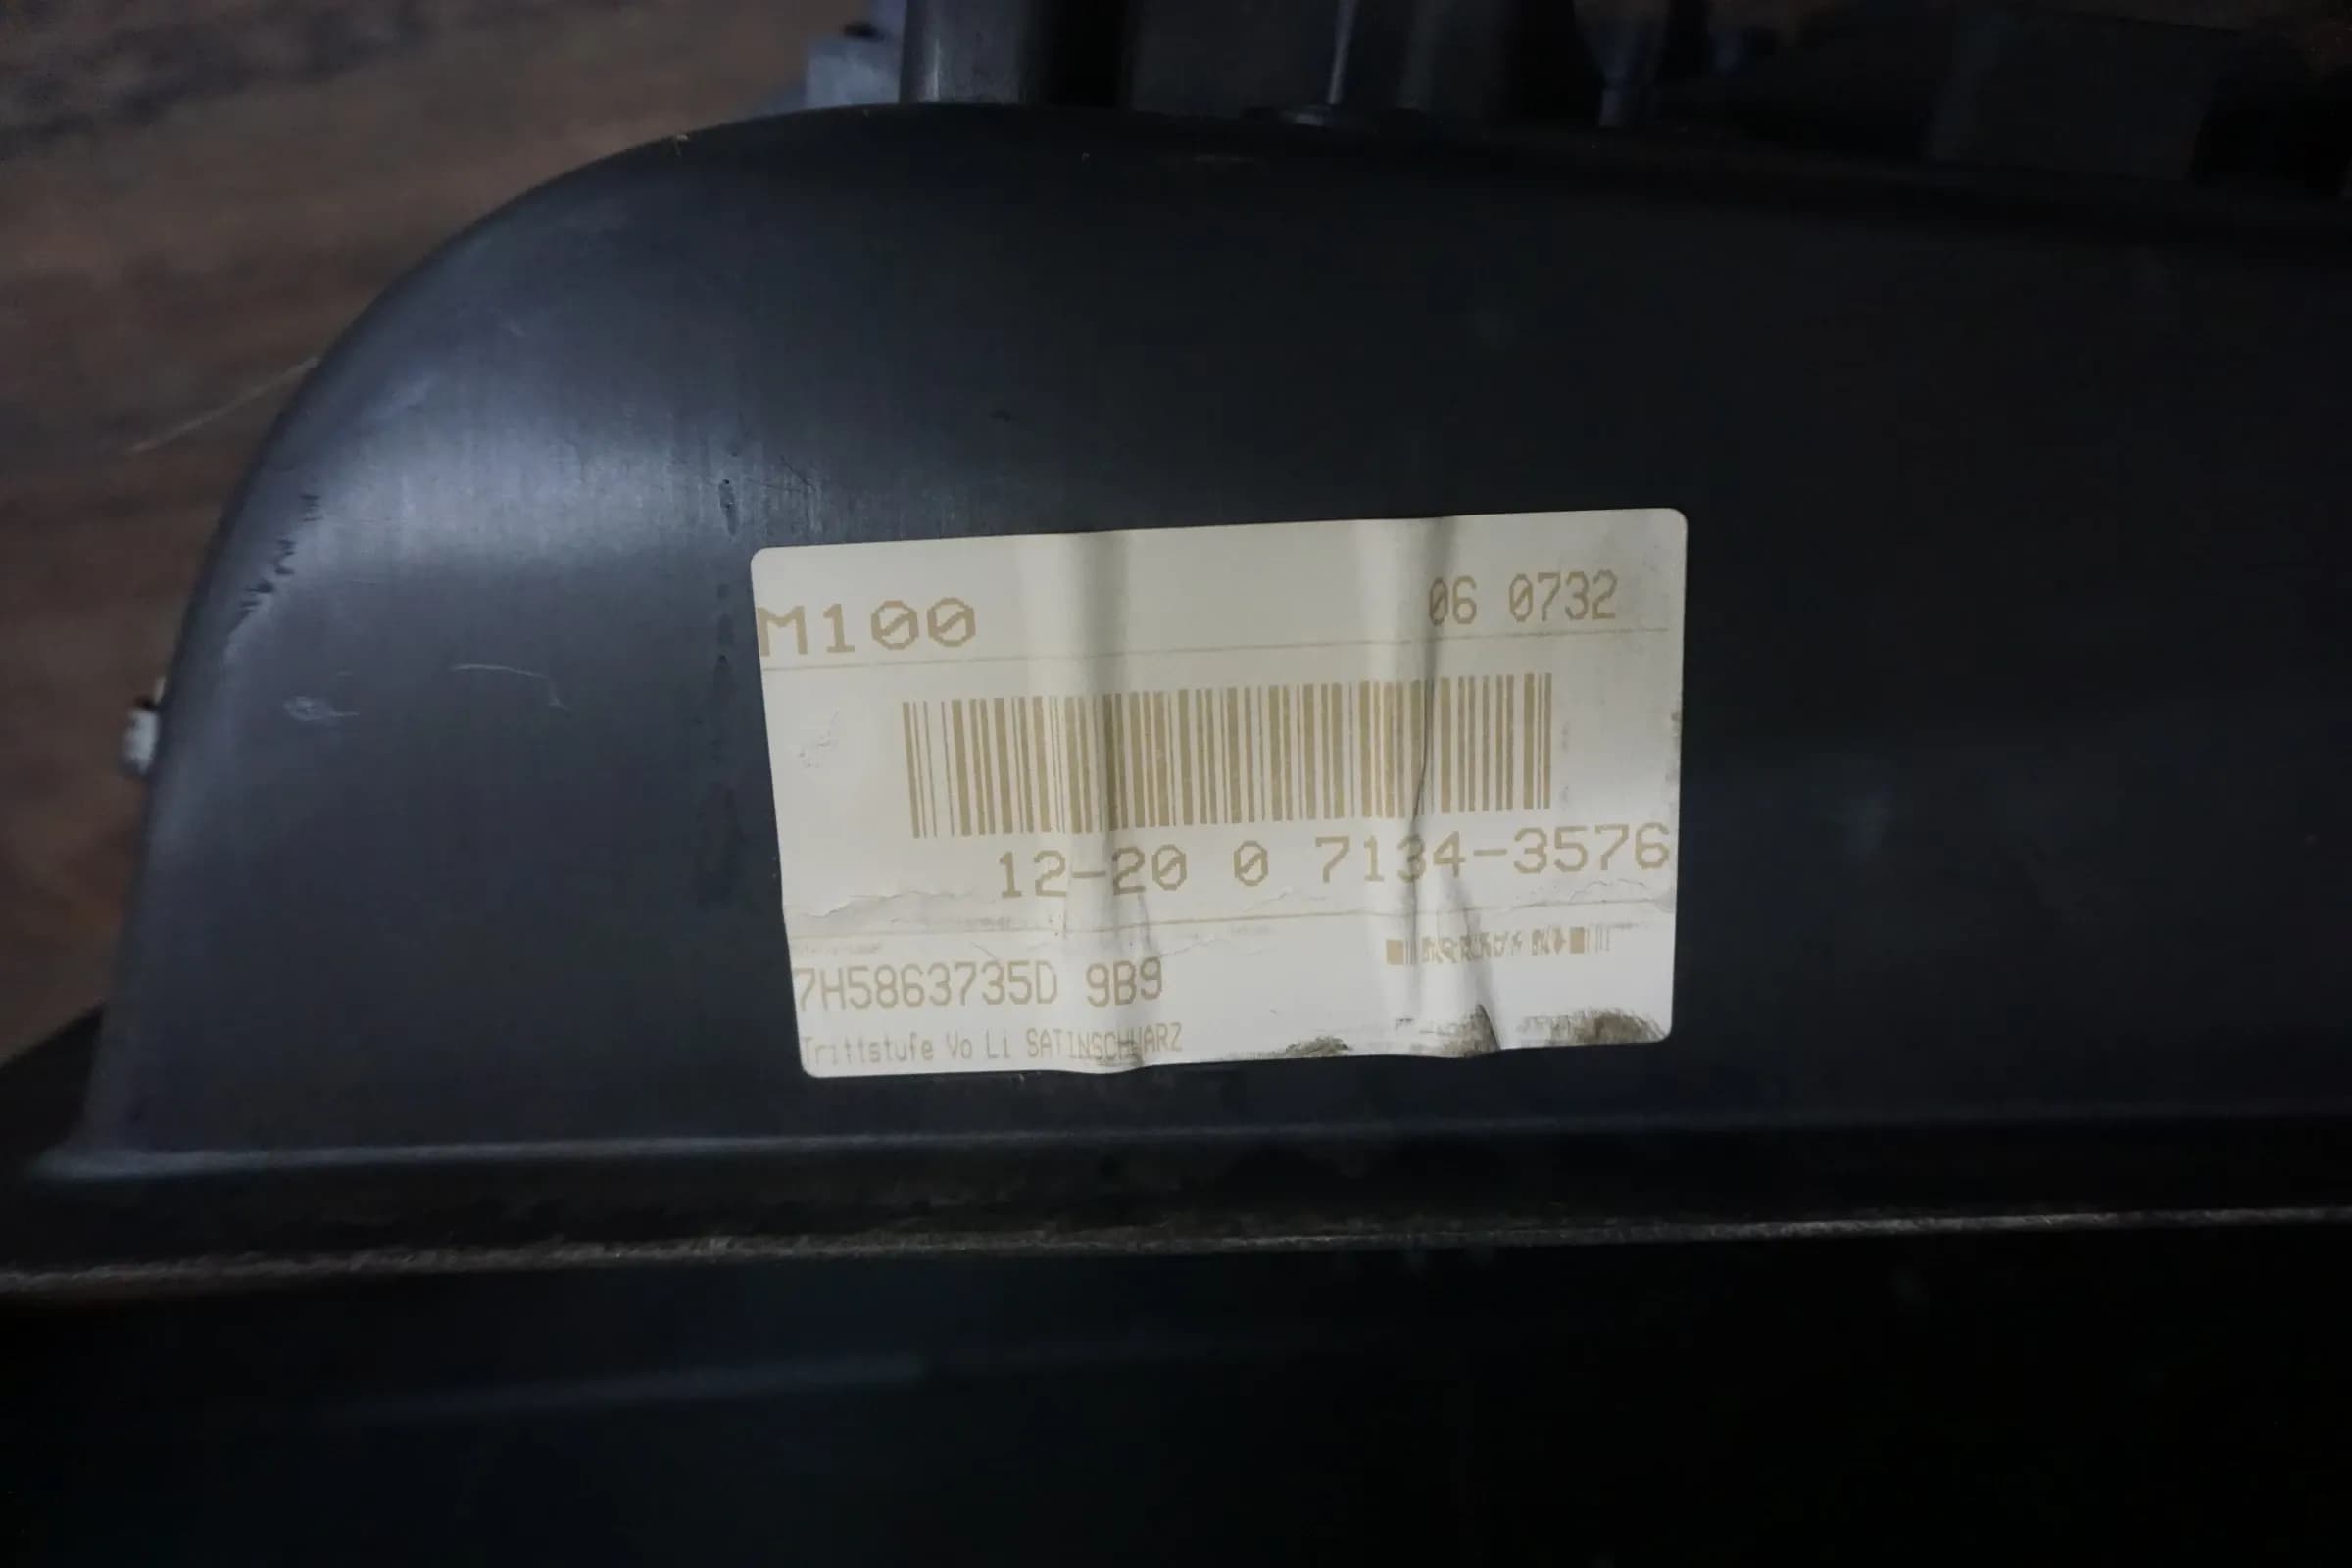 M100 06 0732
12-20 0 7134-3576
7H5863735D 9B9
Trittstufe Vo Li SATINSCHWARZ